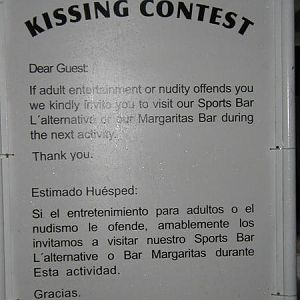 KISSING CONTEST
Dear Guest:
If adult entertainment or nudity offends you
we kindly invite you to visit our Sports Bar
L´alternative or our Margaritas Bar during
the next activity.
Thank you.
Estimado Huésped:
Si el entretenimiento para adultos o el
nudismo le ofende, amablemente los
invitamos a visitar nuestro Sports Bar
L´alternative o Bar Margaritas durante
Esta actividad.
Gracias.